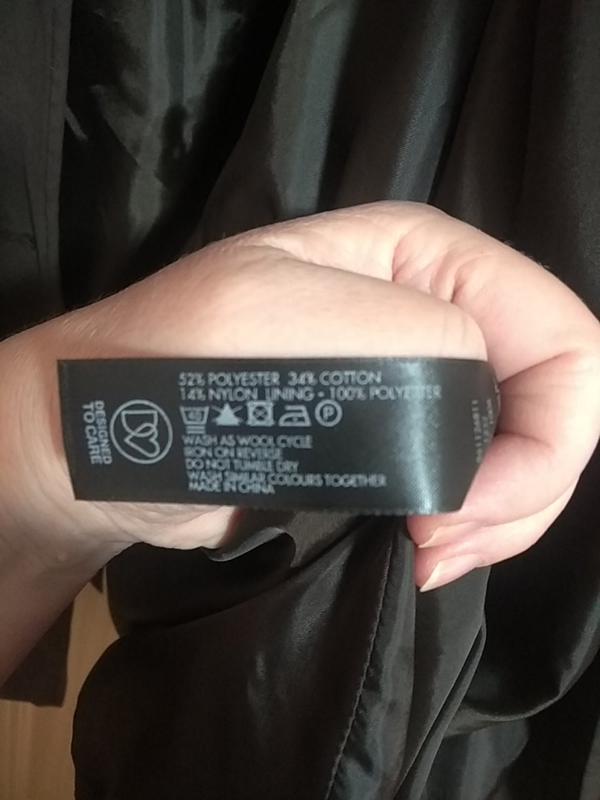 52% POLYESTER 34% COTTON
14% NYLON LINING - 100% POLYESTER
40
P
WASH AS WOOL CYCLE
IRON ON REVERSE
DO NOT TUMBLE DRY
WASH SIMILAR COLOURS TOGETHER
MADE IN CHINA
DESIGNED
TO CARE